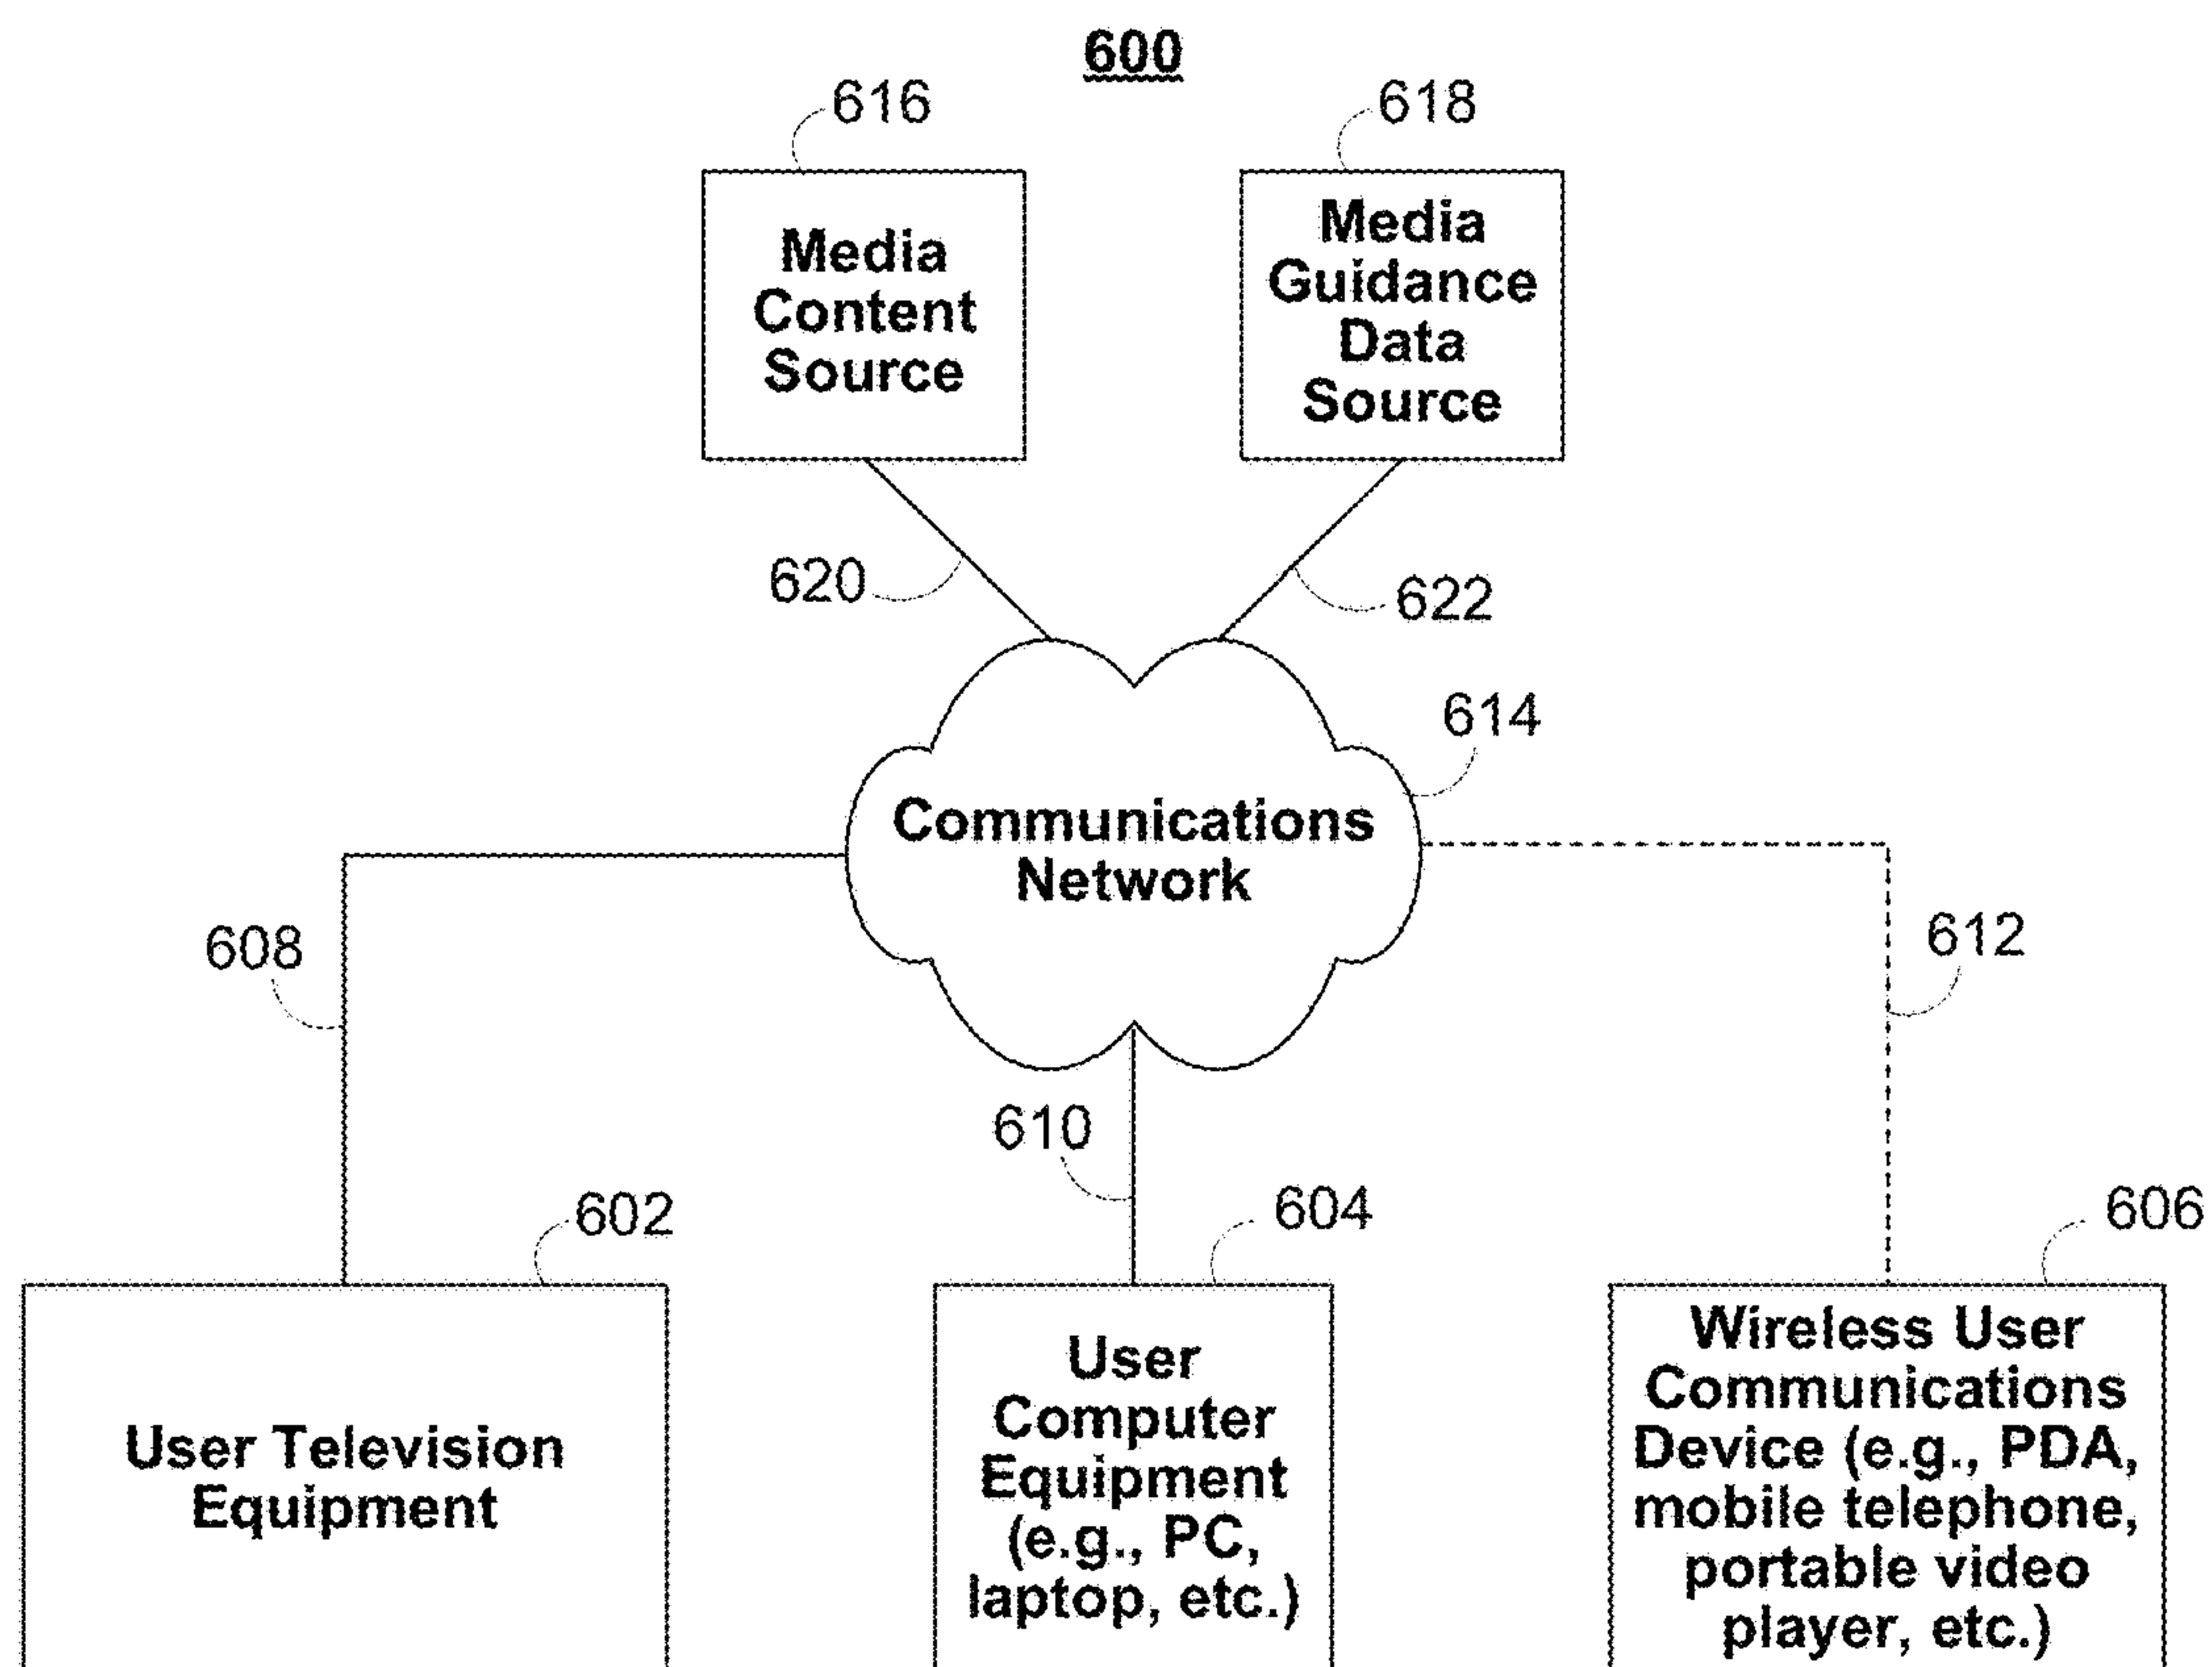 600
616
618
Media
Content
Source
Media
Guidance
Data
Source
620
622
614
Communications
Network
608
612
610
602
604
606
User Television
Equipment
User
Computer
Equipment
(e.g., PC,
laptop, etc.)
Wireless User
Communications
Device (e.g., PDA,
mobile telephone,
portable video
player, etc.)